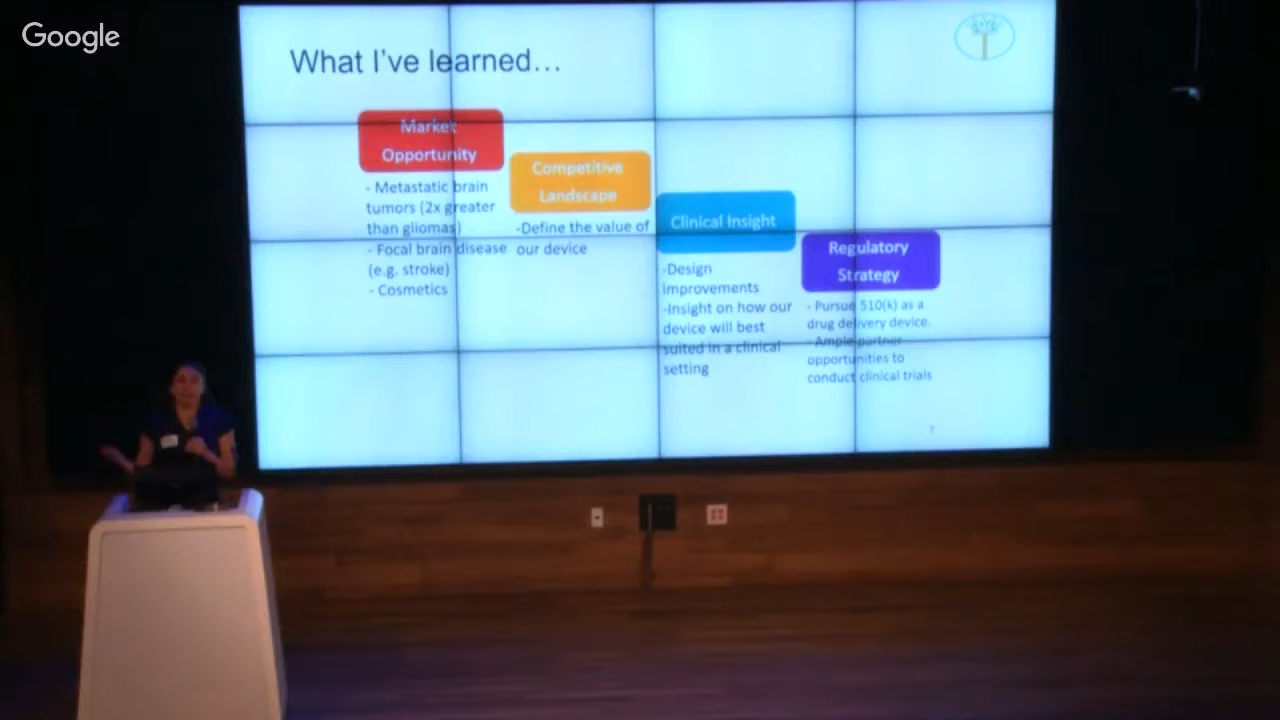 Google
What I've learned...
Market
Opportunity
- Metastatic brain
tumors (2x greater
than gliomas)
- Focal brain disease
(e.g. stroke)
- Cosmetics
Competitive
Landscape
-Define the value of
our device
Clinical Insight
-Design
improvements
-Insight on how our
device will best
suited in a clinical
setting
Regulatory
Strategy
- Pursue 510(k) as a
drug delivery device.
- Ample partner
opportunities to
conduct clinical trials
7